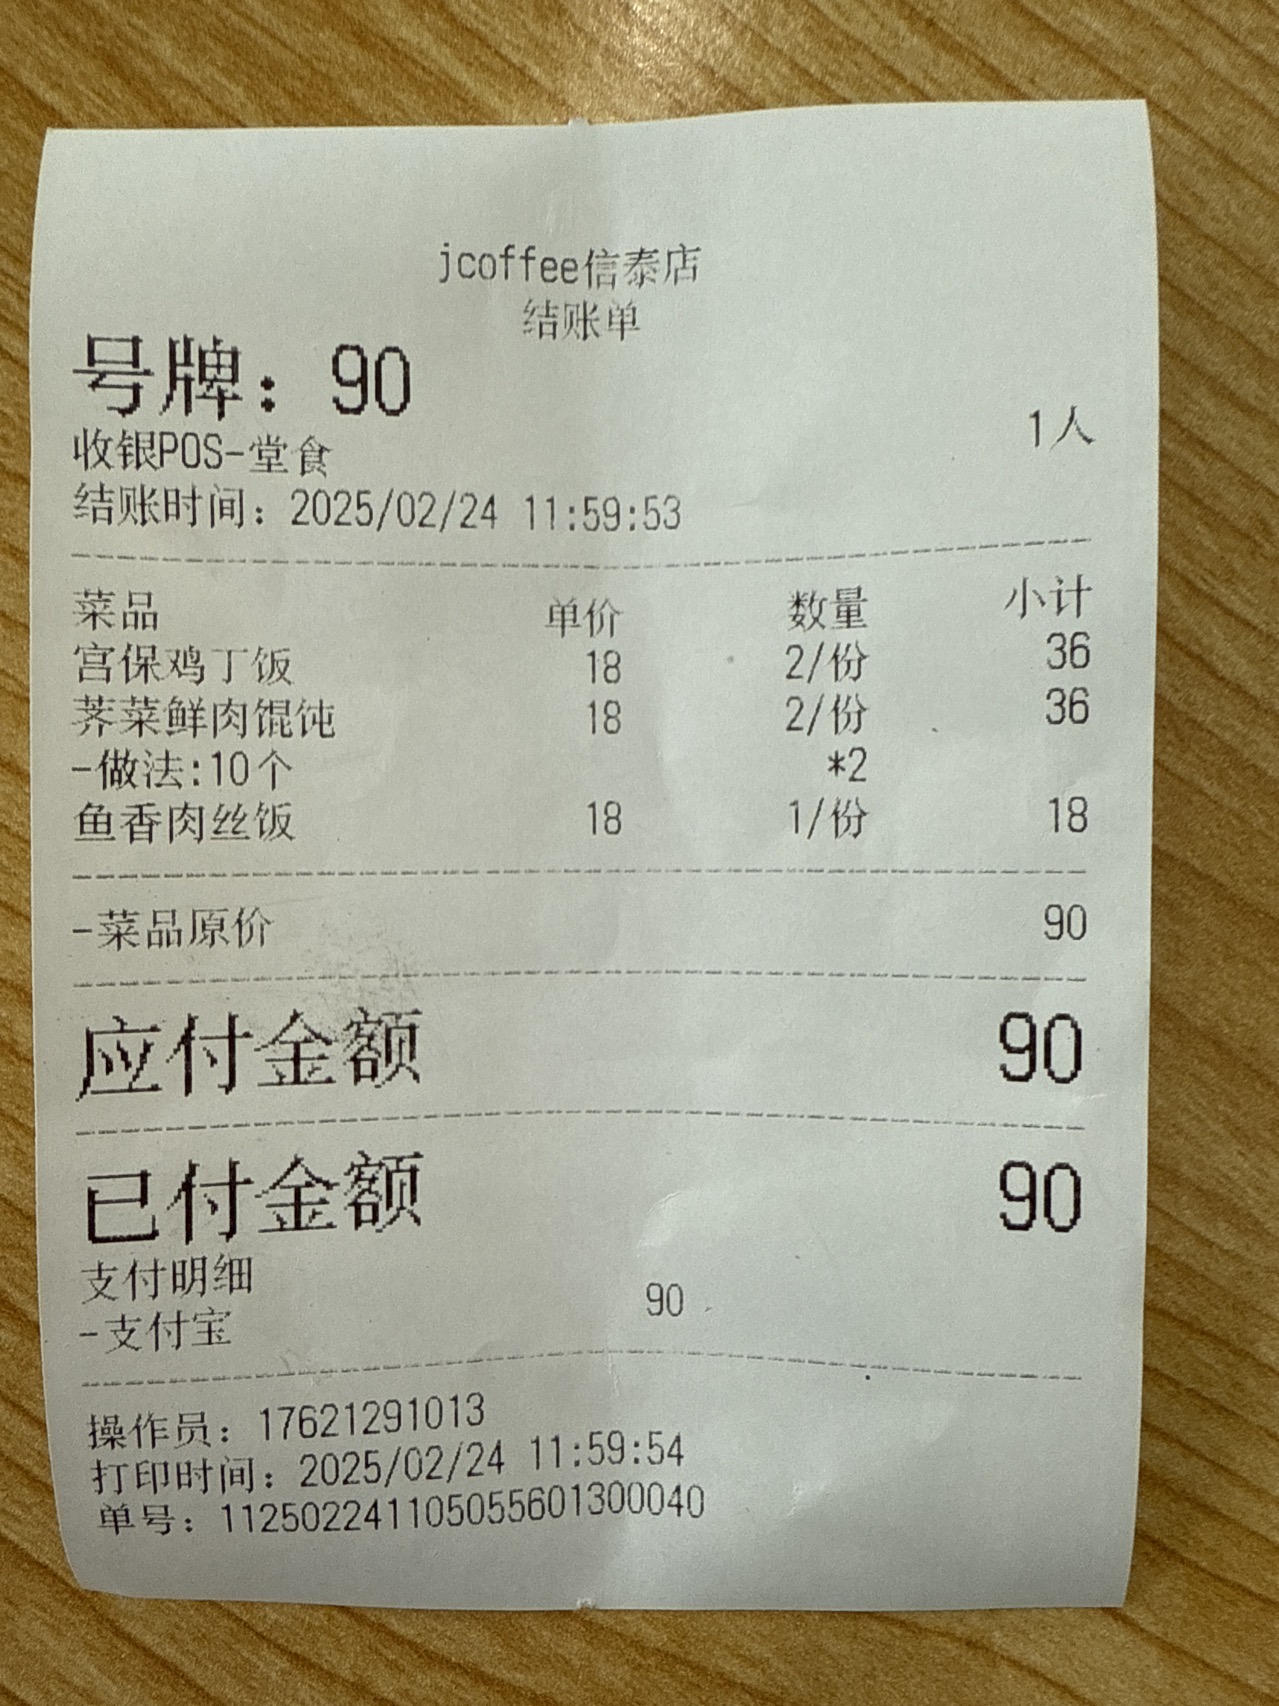 jcoffee信泰店
结账单
号牌：90
收银POS-堂食 1人
结账时间：2025/02/24 11:59:53
菜品 单价 数量 小计
宫保鸡丁饭 18 2/份 36
荠菜鲜肉馄饨 18 2/份 36
-做法:10个 *2
鱼香肉丝饭 18 1/份 18
-菜品原价 90
应付金额 90
已付金额 90
支付明细
-支付宝 90
操作员：17621291013
打印时间：2025/02/24 11:59:54
单号：112502241105055601300040